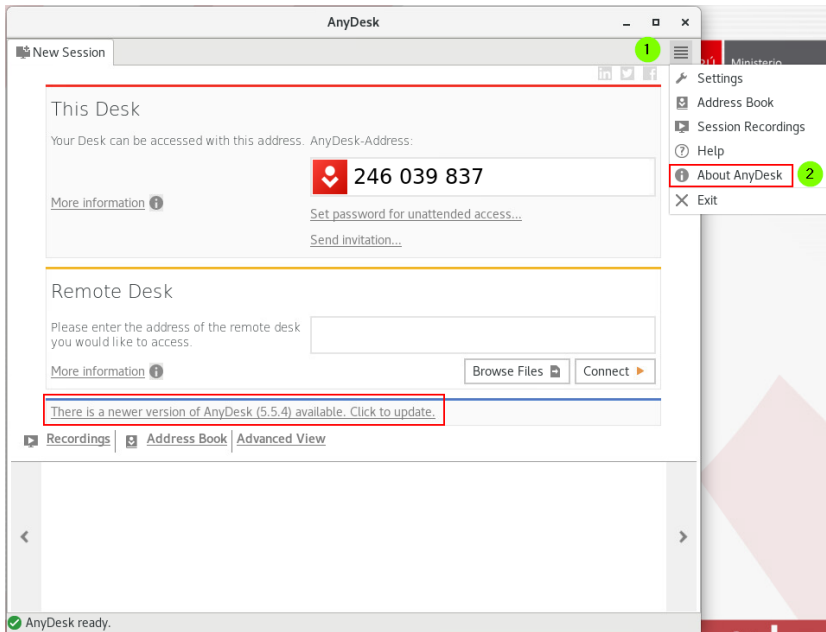 AnyDesk
New Session
1
Ministerio
Settings
Address Book
Session Recordings
Help
About AnyDesk
2
Exit
This Desk
Your Desk can be accessed with this address.
AnyDesk-Address:
246 039 837
More information
Set password for unattended access...
Send invitation...
Remote Desk
Please enter the address of the remote desk
you would like to access.
More information
Browse Files
Connect
There is a newer version of AnyDesk (5.5.4) available. Click to update.
Recordings
Address Book
Advanced View
AnyDesk ready.